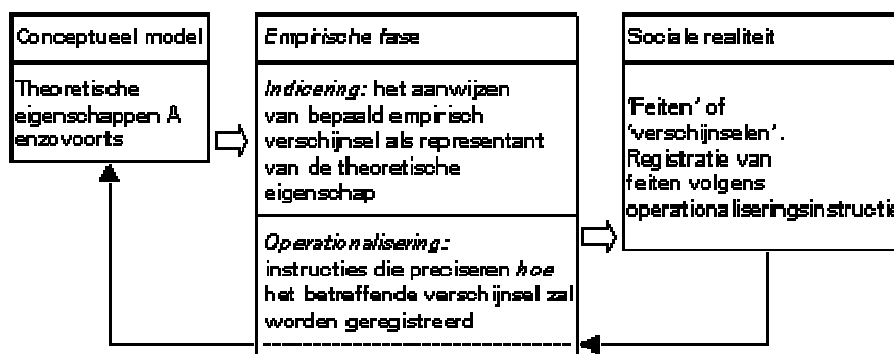 Conceptueel model
Theoretische
eigenschappen A
enzovoorts
Empirische fase
Indicering: het aanwijzen
van bepaald empirisch
verschijnsel als representant
van de theoretische
eigenschap
Operationalisering:
instructies die preciseren hoe
het betreffende verschijnsel zal
worden geregistreerd
Sociale realiteit
'Feiten' of
'verschijnselen'.
Registratie van
feiten volgens
operationaliseringsinstructie